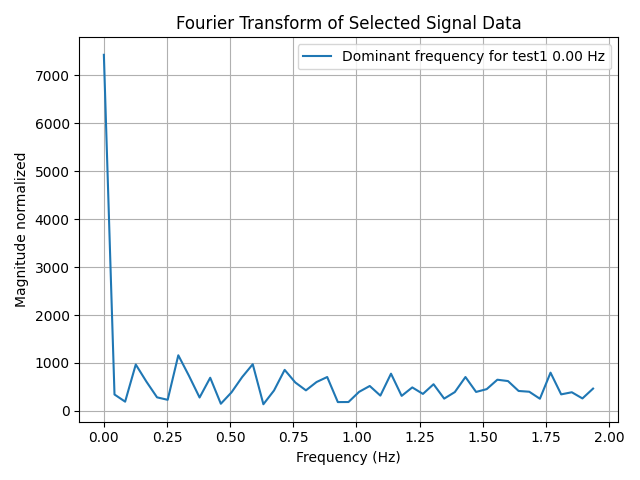 Fourier Transform of Selected Signal Data
Dominant frequency for test1 0.00 Hz
Magnitude normalized
7000
6000
5000
4000
3000
2000
1000
0
0.00 0.25 0.50 0.75 1.00 1.25 1.50 1.75 2.00
Frequency (Hz)